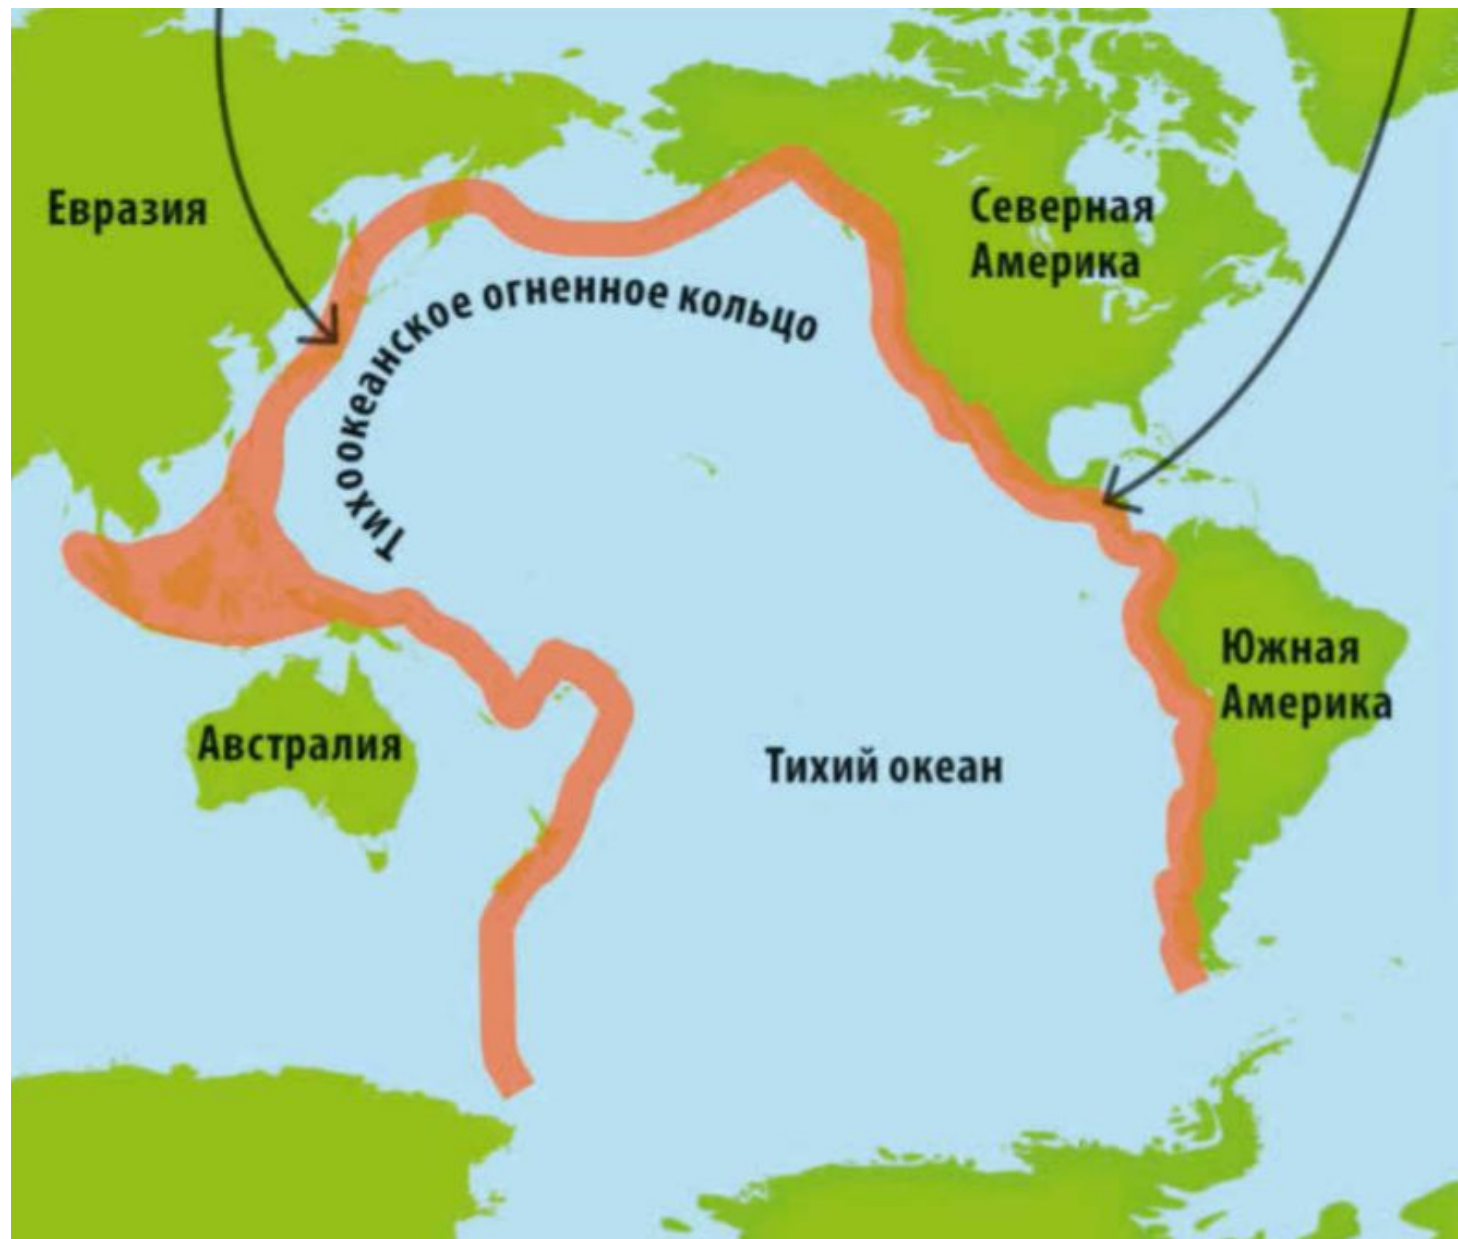 Евразия
Северная
Америка
Тихоокеанское огненное кольцо
Южная
Америка
Австралия
Тихий океан